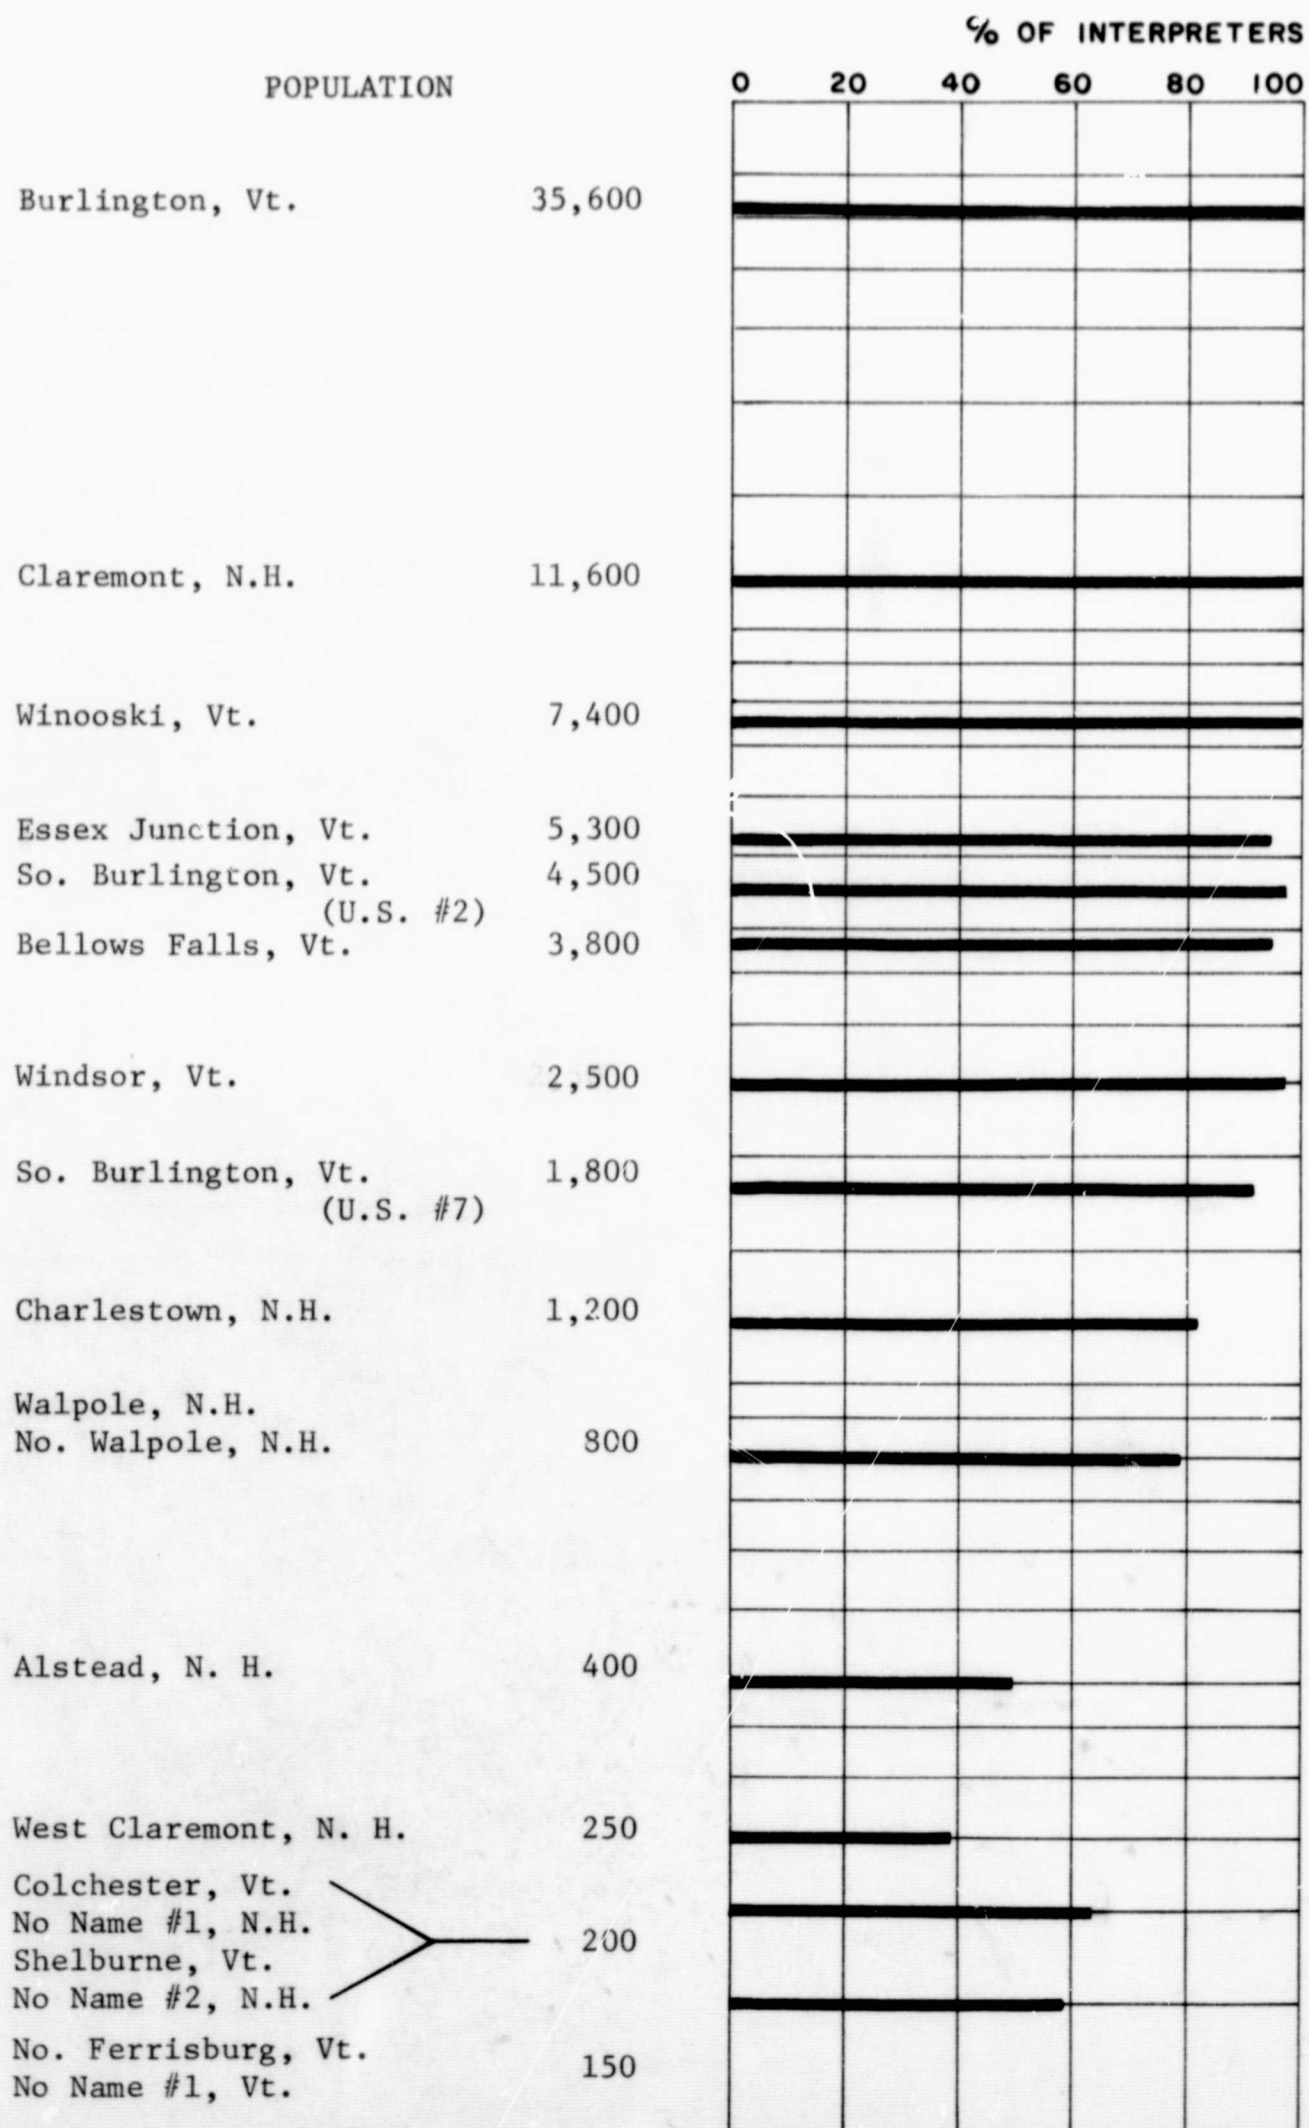 % OF INTERPRETERS
POPULATION 0 20 40 60 80 100
Burlington, Vt. 35,600
Claremont, N.H. 11,600
Winooski, Vt. 7,400
Essex Junction, Vt. 5,300
So. Burlington, Vt. 4,500
(U.S. #2)
Bellows Falls, Vt. 3,800
Windsor, Vt. 2,500
So. Burlington, Vt. 1,800
(U.S. #7)
Charlestown, N.H. 1,200
Walpole, N.H.
No. Walpole, N.H. 800
Alstead, N. H. 400
West Claremont, N. H. 250
Colchester, Vt.
No Name #1, N.H.
200
Shelburne, Vt.
No Name #2, N.H.
No. Ferrisburg, Vt.
150
No Name #1, Vt.